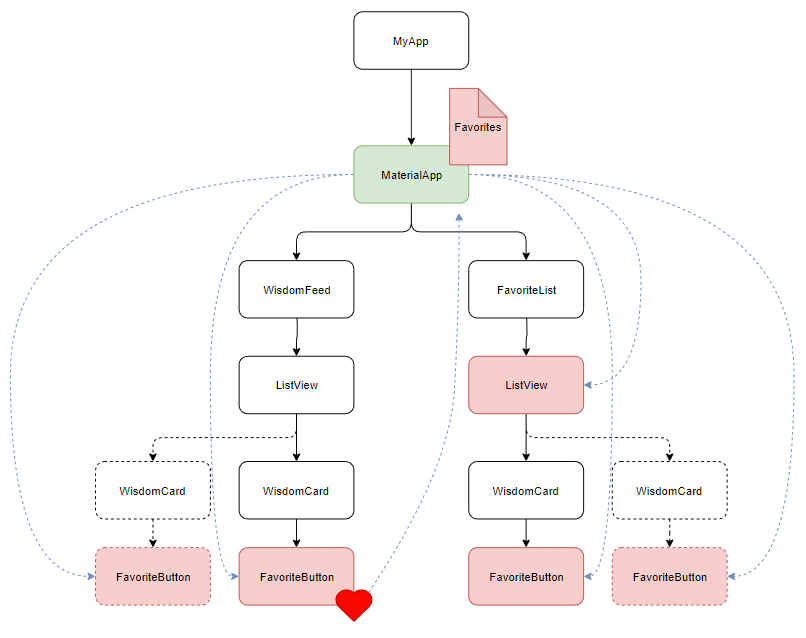 MyApp
Favorites
MaterialApp
WisdomFeed
FavoriteList
ListView
ListView
WisdomCard
WisdomCard
WisdomCard
WisdomCard
FavoriteButton
FavoriteButton
FavoriteButton
FavoriteButton